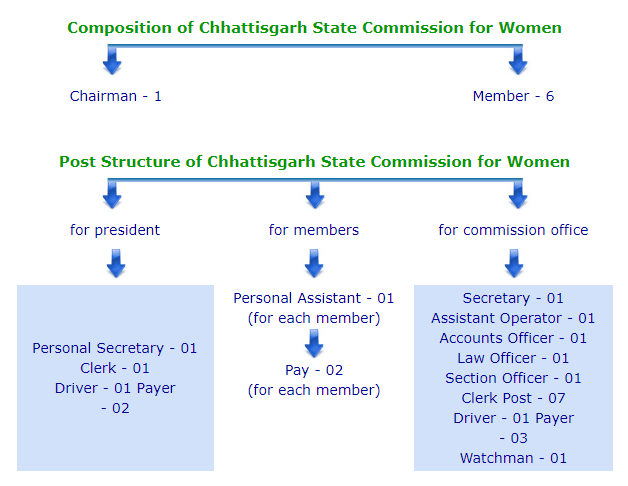 Composition of Chhattisgarh State Commission for Women
Chairman - 1
Member - 6
Post Structure of Chhattisgarh State Commission for Women
for president
for members
for commission office
Personal Secretary - 01
Clerk - 01
Driver - 01 Payer
- 02
Personal Assistant - 01
(for each member)
Pay - 02
(for each member)
Secretary - 01
Assistant Operator - 01
Accounts Officer - 01
Law Officer - 01
Section Officer - 01
Clerk Post - 07
Driver - 01 Payer
- 03
Watchman - 01